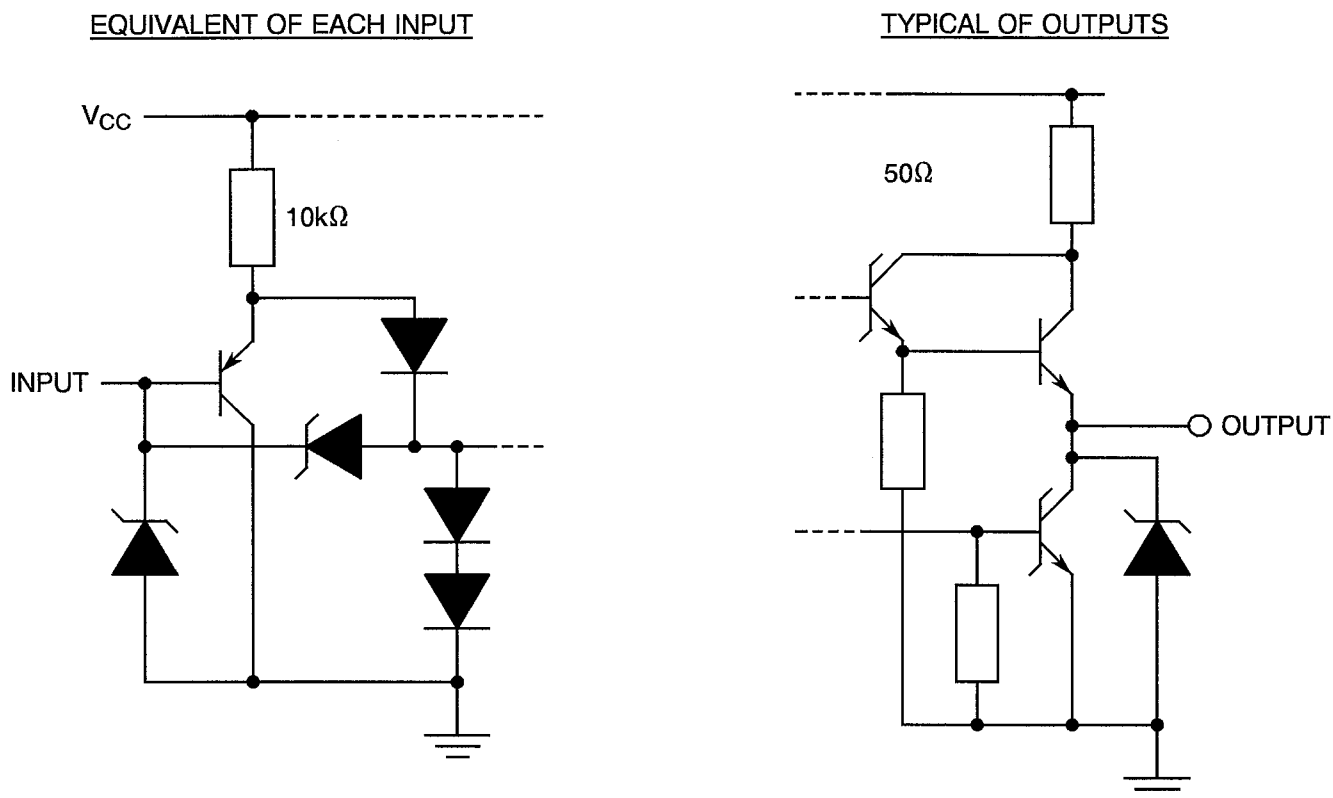 EQUIVALENT OF EACH INPUT
TYPICAL OF OUTPUTS
VCC
10kΩ
50Ω
INPUT
OUTPUT